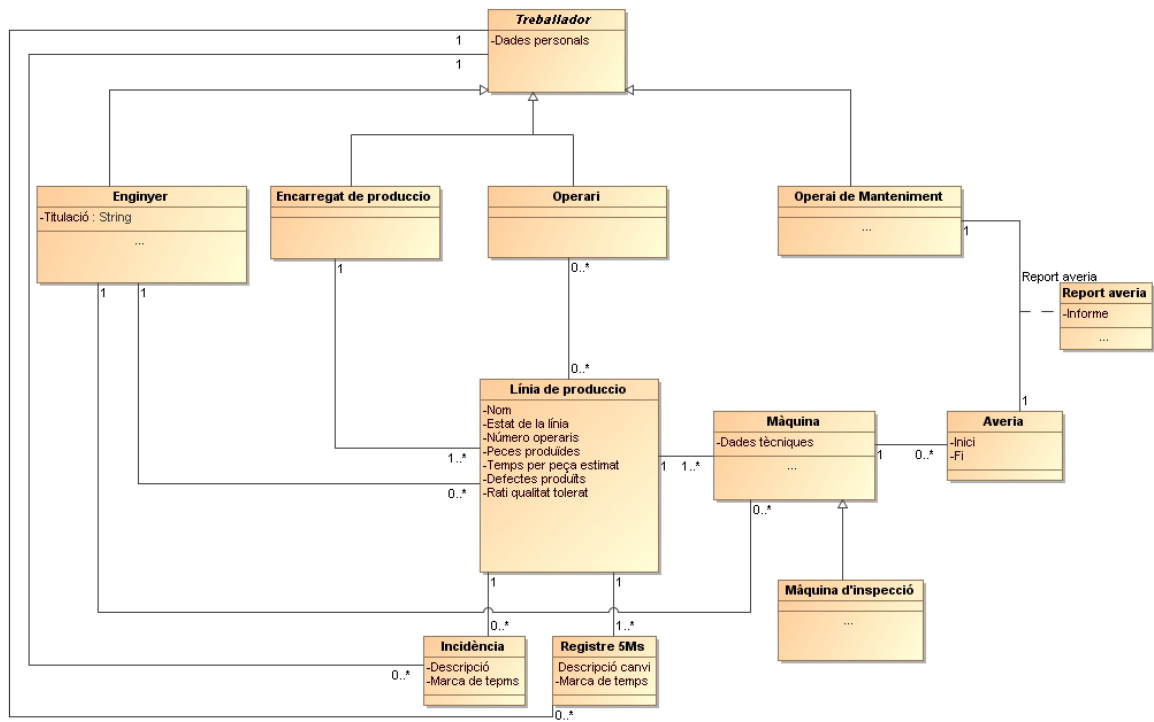 Treballador
-Dades personals
1
1
Enginyer
-Titulació : String
...
Encarregat de produccio
Operari
Operai de Manteniment
...
1
Report averia
Report averia
-Informe
...
1
1
1
0..*
0..*
1
Línia de produccio
-Nom
-Estat de la línia
-Número operaris
-Peces produïdes
-Temps per peça estimat
-Defectes produïts
-Rati qualitat tolerat
1..*
0..*
1
1..*
Màquina
-Dades tècniques
...
1
0..*
Averia
-Inici
-Fi
0..*
Màquina d'inspecció
...
1
1
0..*
1..*
Incidència
-Descripció
-Marca de tepms
0..*
Registre 5Ms
Descripció canvi
-Marca de temps
0..*